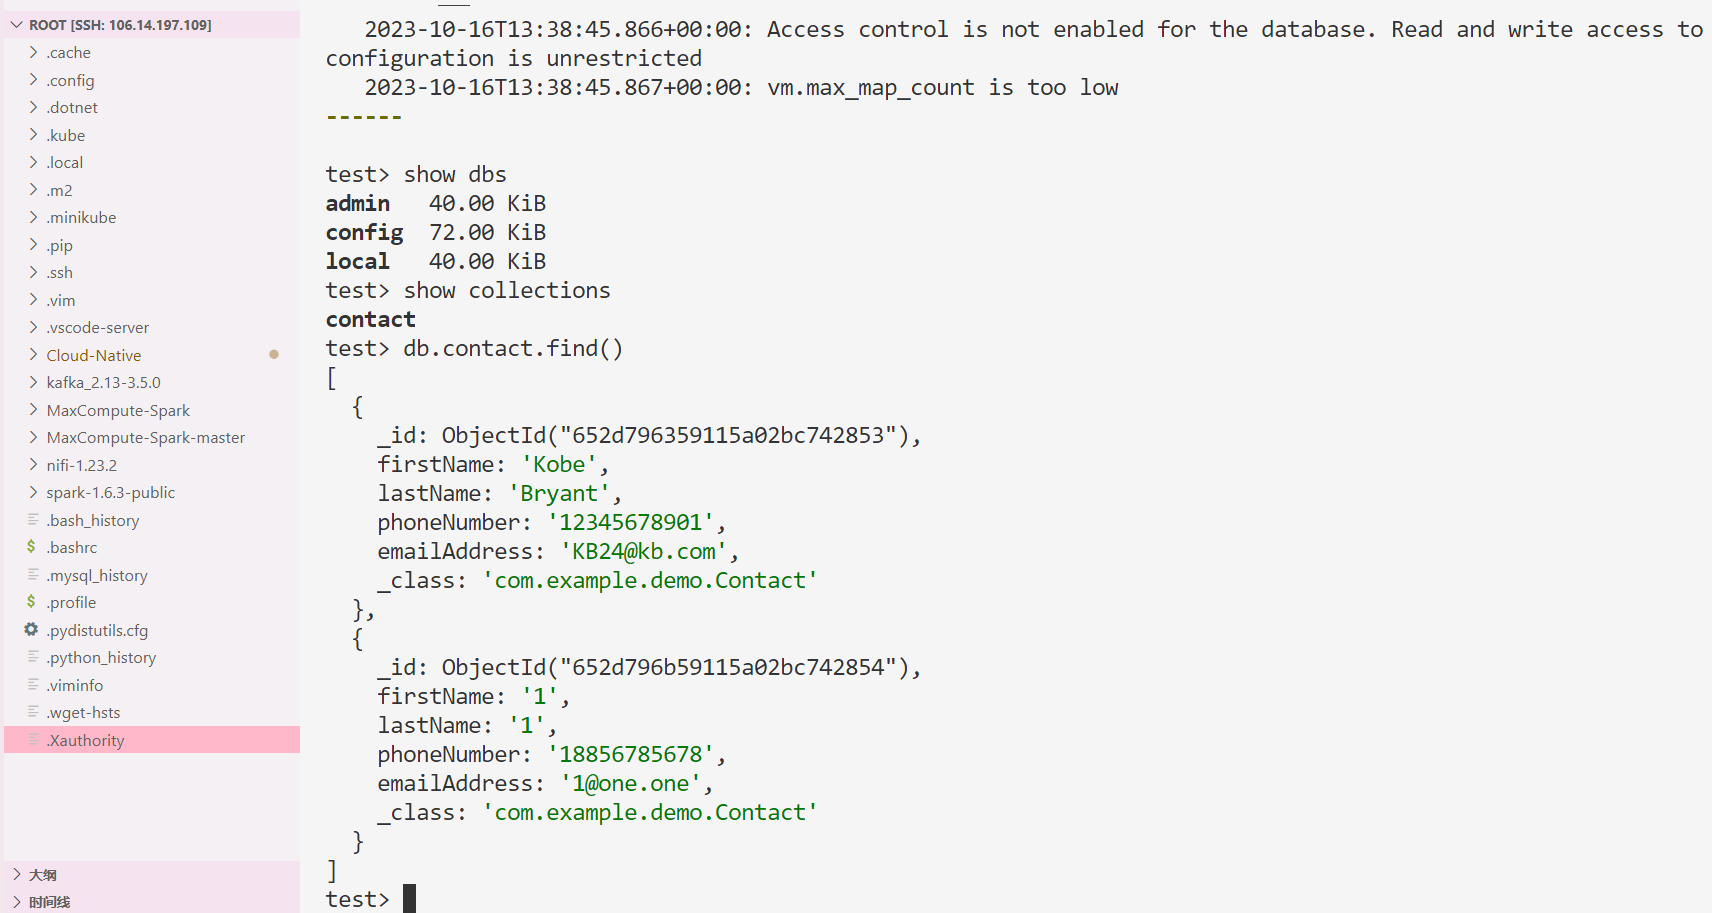 ROOT [SSH: 106.14.197.109]
.cache
.config
.dotnet
.kube
.local
.m2
.minikube
.pip
.ssh
.vim
.vscode-server
Cloud-Native
kafka_2.13-3.5.0
MaxCompute-Spark
MaxCompute-Spark-master
nifi-1.23.2
spark-1.6.3-public
.bash_history
.bashrc
.mysql_history
.profile
.pydistutils.cfg
.python_history
.viminfo
.wget-hsts
.Xauthority
大纲
时间线
2023-10-16T13:38:45.866+00:00: Access control is not enabled for the database. Read and write access to
configuration is unrestricted
2023-10-16T13:38:45.867+00:00: vm.max_map_count is too low
------
test> show dbs
admin   40.00 KiB
config  72.00 KiB
local   40.00 KiB
test> show collections
contact
test> db.contact.find()
[
  {
    _id: ObjectId("652d796359115a02bc742853"),
    firstName: 'Kobe',
    lastName: 'Bryant',
    phoneNumber: '12345678901',
    emailAddress: 'KB24@kb.com',
    _class: 'com.example.demo.Contact'
  },
  {
    _id: ObjectId("652d796b59115a02bc742854"),
    firstName: '1',
    lastName: '1',
    phoneNumber: '18856785678',
    emailAddress: '1@one.one',
    _class: 'com.example.demo.Contact'
  }
]
test>